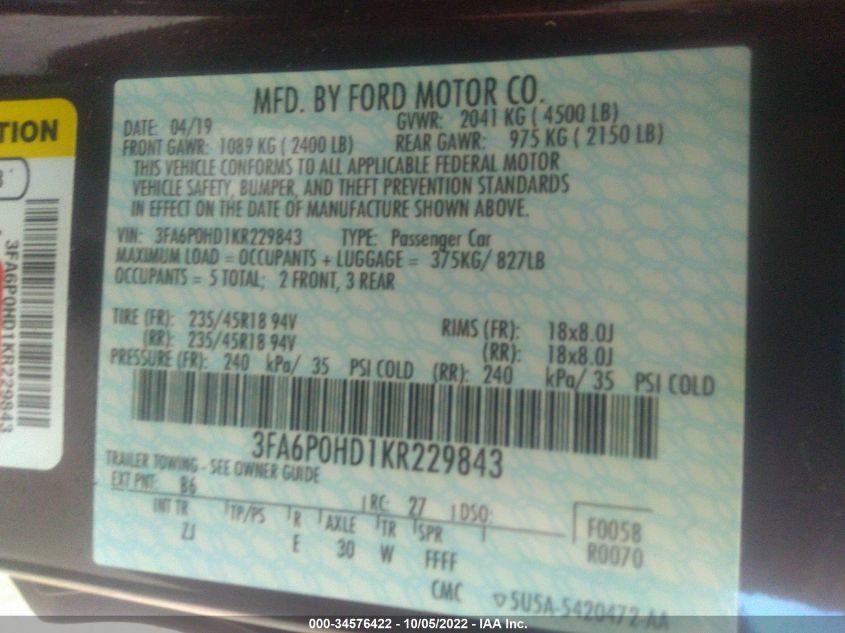 TION
3FA6P0HD1KR229843
MFD. BY FORD MOTOR CO.
DATE: 04/19 GVWR: 2041 KG ( 4500 LB)
FRONT GAWR: 1089 KG ( 2400 LB) REAR GAWR: 975 KG ( 2150 LB)
THIS VEHICLE CONFORMS TO ALL APPLICABLE FEDERAL MOTOR
VEHICLE SAFETY, BUMPER, AND THEFT PREVENTION STANDARDS
IN EFFECT ON THE DATE OF MANUFACTURE SHOWN ABOVE.
VIN: 3FA6P0HD1KR229843 TYPE: Passenger Car
MAXIMUM LOAD = OCCUPANTS + LUGGAGE = 375KG/ 827LB
OCCUPANTS = 5 TOTAL; 2 FRONT, 3 REAR
TIRE (FR): 235/45R18 94V RIMS (FR): 18x8.0J
(RR): 235/45R18 94V (RR): 18x8.0J
PRESSURE (FR): 240 kPa/ 35 PSI COLD (RR): 240 kPa/ 35 PSI COLD
3FA6P0HD1KR229843
TRAILER TOWING - SEE OWNER GUIDE
EXT PNT: B6 RC: 27 DSO:
INT TR TP/PS R AXLE TR SPR F0058
ZJ E 30 W FFFF R0070
CMC ▽5U5A-5420472-AA
000-34576422 - 10/05/2022 - IAA Inc.